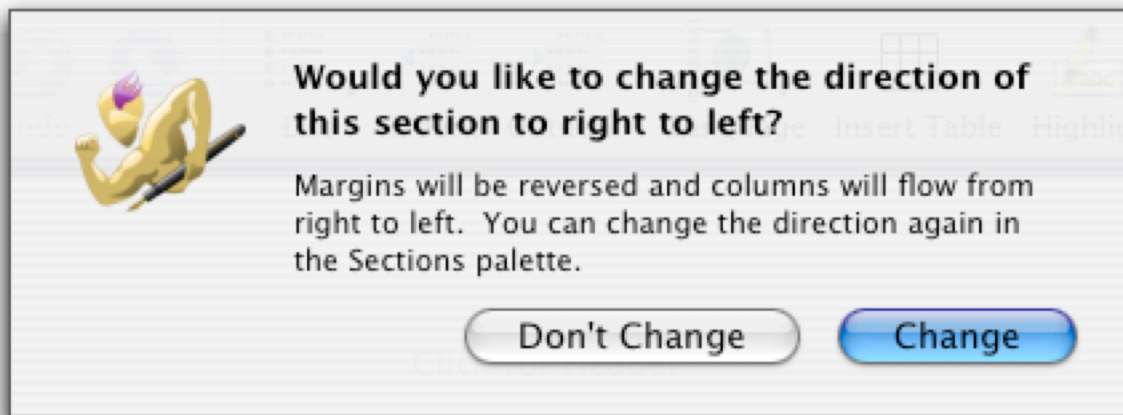 Would you like to change the direction of
this section to right to left?
Insert Table
Margins will be reversed and columns will flow from
right to left. You can change the direction again in
the Sections palette.
Don't Change
Change